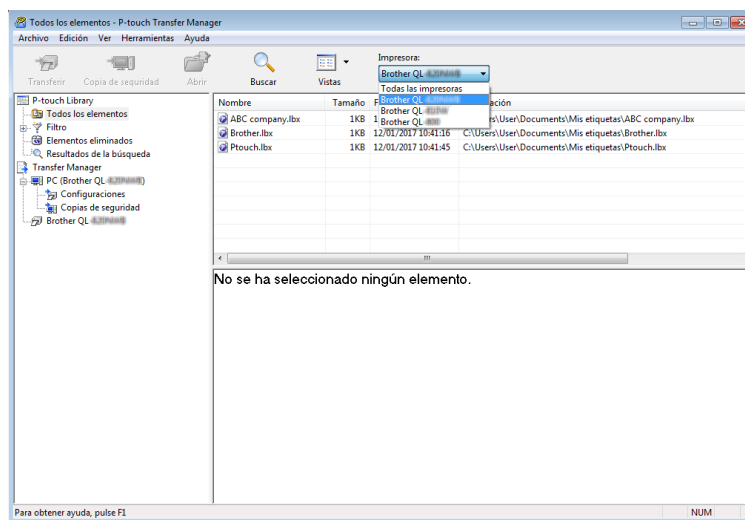 Todos los elementos - P-touch Transfer Manager
Archivo Edición Ver Herramientas Ayuda
Transferir Copia de seguridad Abrir Buscar Vistas
Impresora:
Brother QL
Todas las impresoras
Brother QL
Brother QL
Brother QL
P-touch Library
Todos los elementos
Filtro
Elementos eliminados
Resultados de la búsqueda
Transfer Manager
PC (Brother QL )
Configuraciones
Copias de seguridad
Brother QL
Nombre Tamaño F ación
ABC company.lbx 1KB 1 ers\User\Documents\Mis etiquetas\ABC company.lbx
Brother.lbx 1KB 12/01/2017 10:41:16 C:\Users\User\Documents\Mis etiquetas\Brother.lbx
Ptouch.lbx 1KB 12/01/2017 10:41:45 C:\Users\User\Documents\Mis etiquetas\Ptouch.lbx
No se ha seleccionado ningún elemento.
Para obtener ayuda, pulse F1 NUM